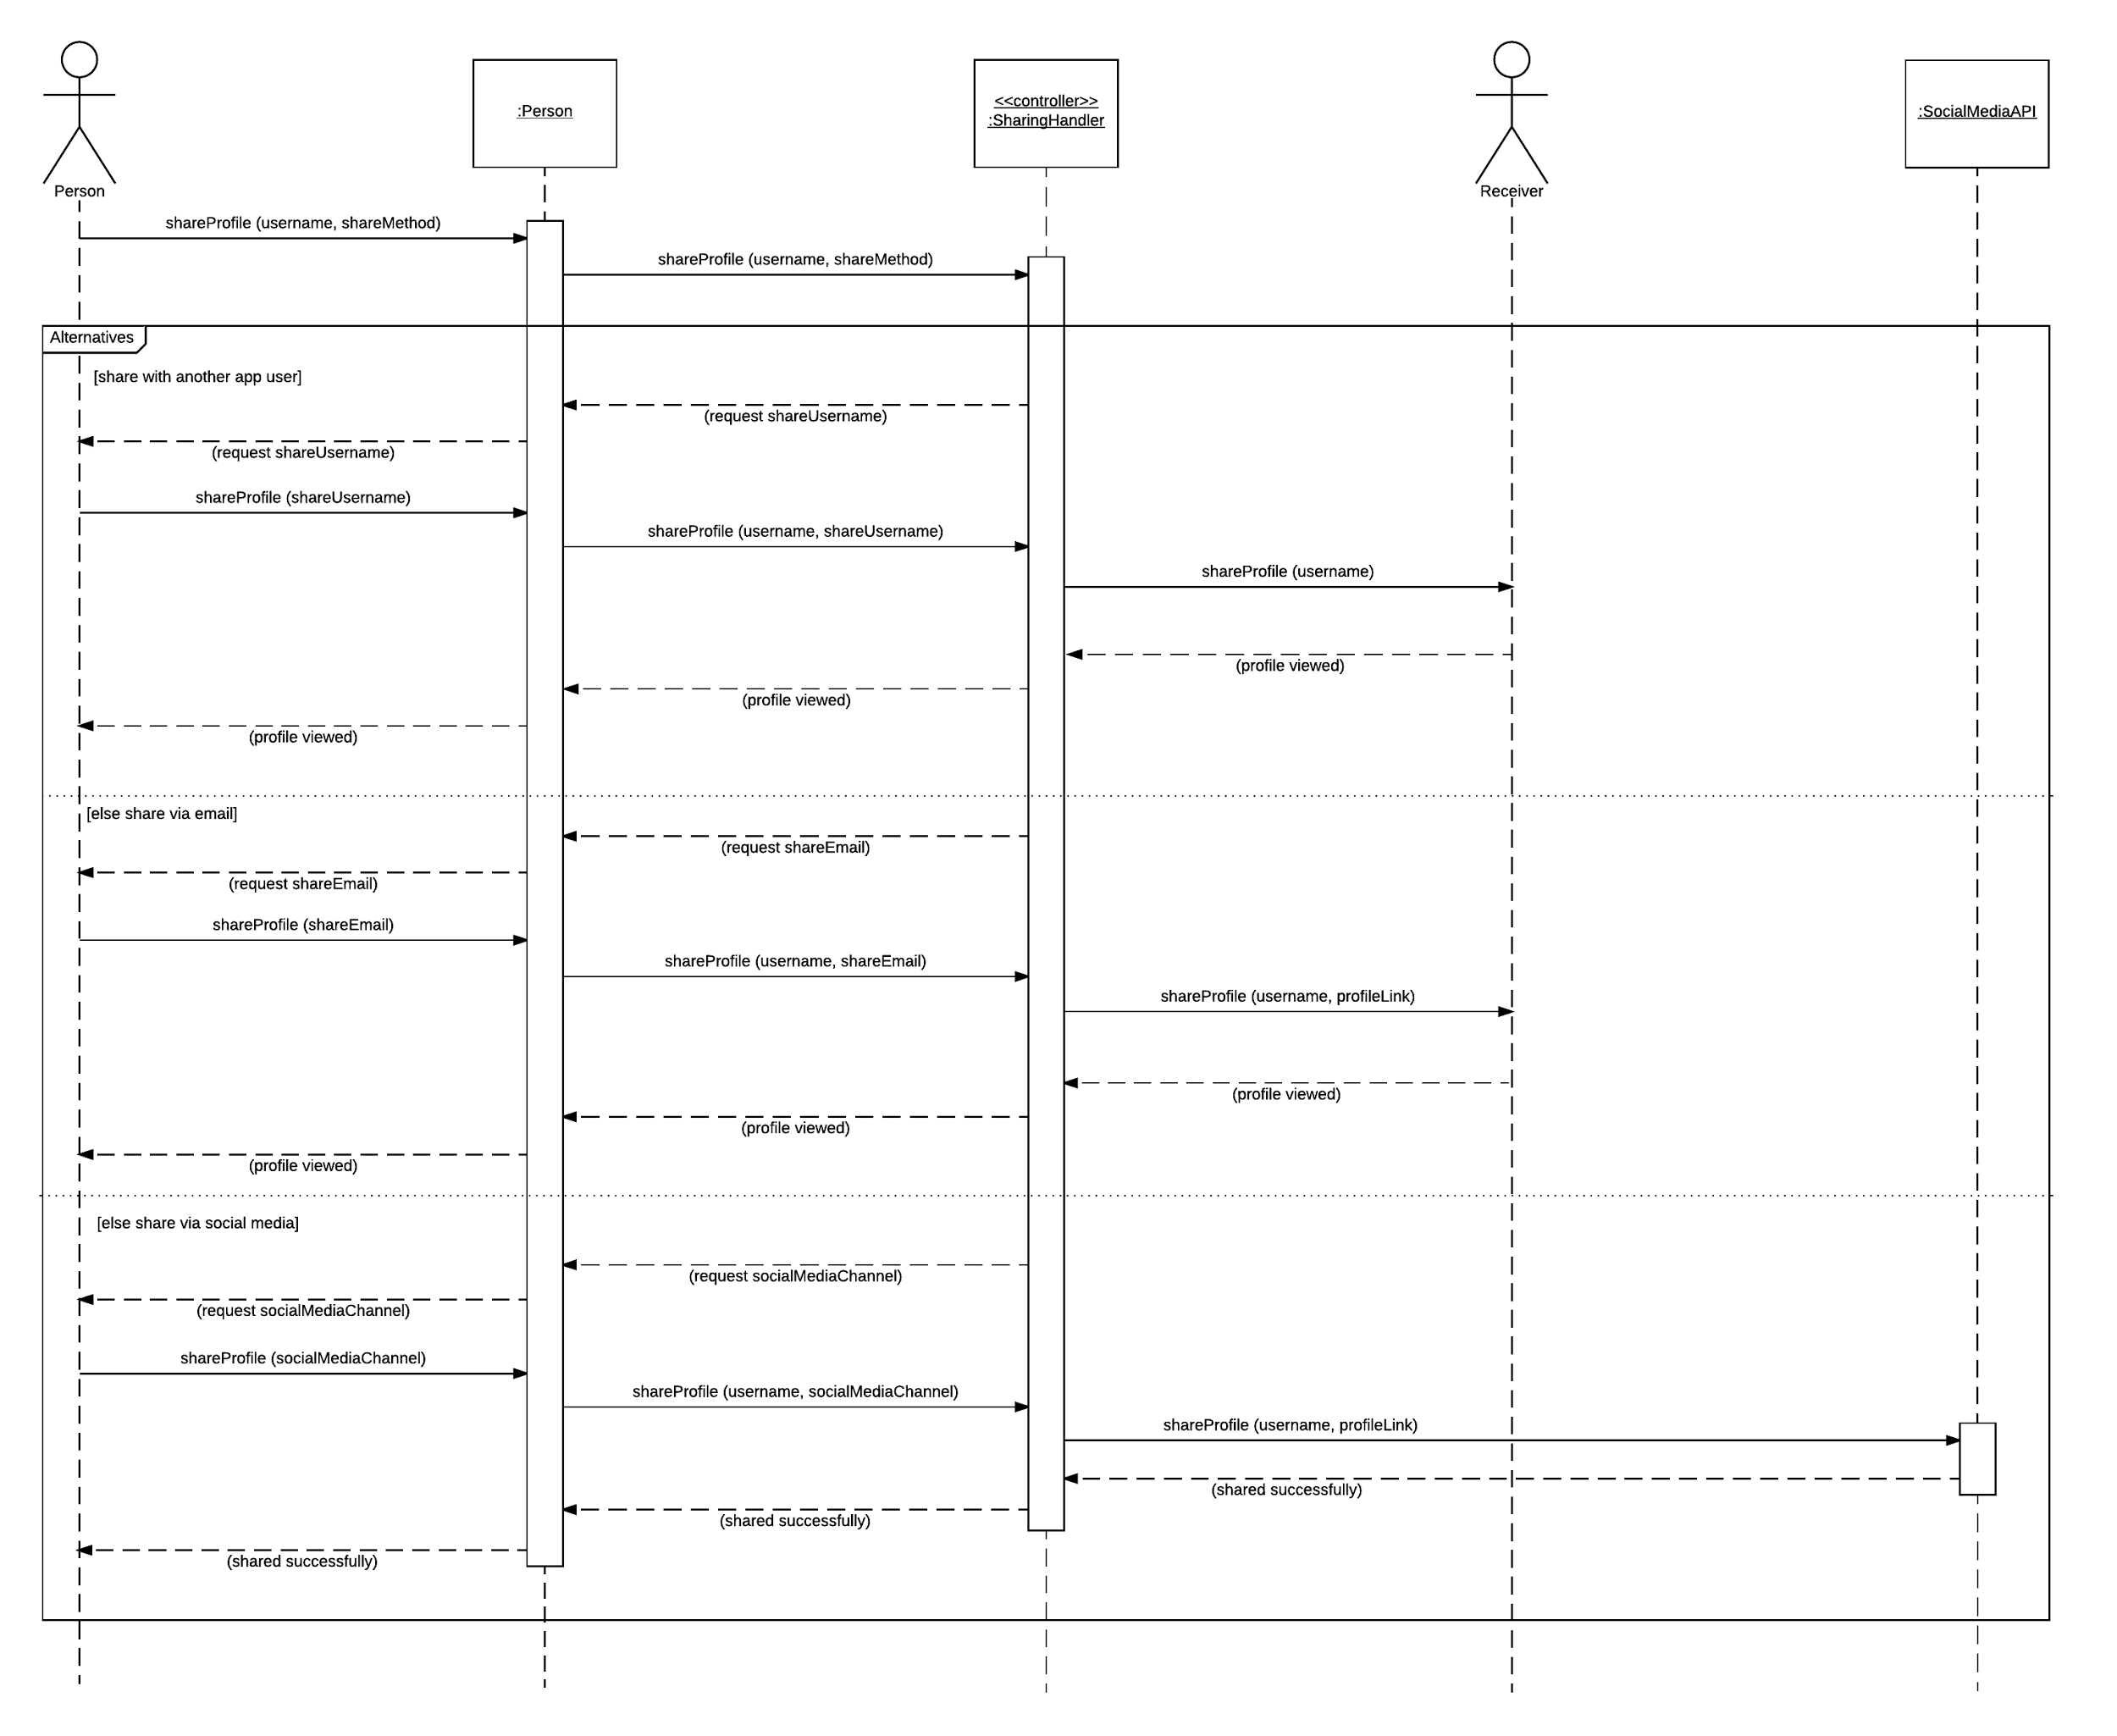 Person
:Person
<<controller>>
:SharingHandler
Receiver
:SocialMediaAPI
shareProfile (username, shareMethod)
shareProfile (username, shareMethod)
Alternatives
[share with another app user]
(request shareUsername)
(request shareUsername)
shareProfile (shareUsername)
shareProfile (username, shareUsername)
shareProfile (username)
(profile viewed)
(profile viewed)
(profile viewed)
[else share via email]
(request shareEmail)
(request shareEmail)
shareProfile (shareEmail)
shareProfile (username, shareEmail)
shareProfile (username, profileLink)
(profile viewed)
(profile viewed)
(profile viewed)
[else share via social media]
(request socialMediaChannel)
(request socialMediaChannel)
shareProfile (socialMediaChannel)
shareProfile (username, socialMediaChannel)
shareProfile (username, profileLink)
(shared successfully)
(shared successfully)
(shared successfully)